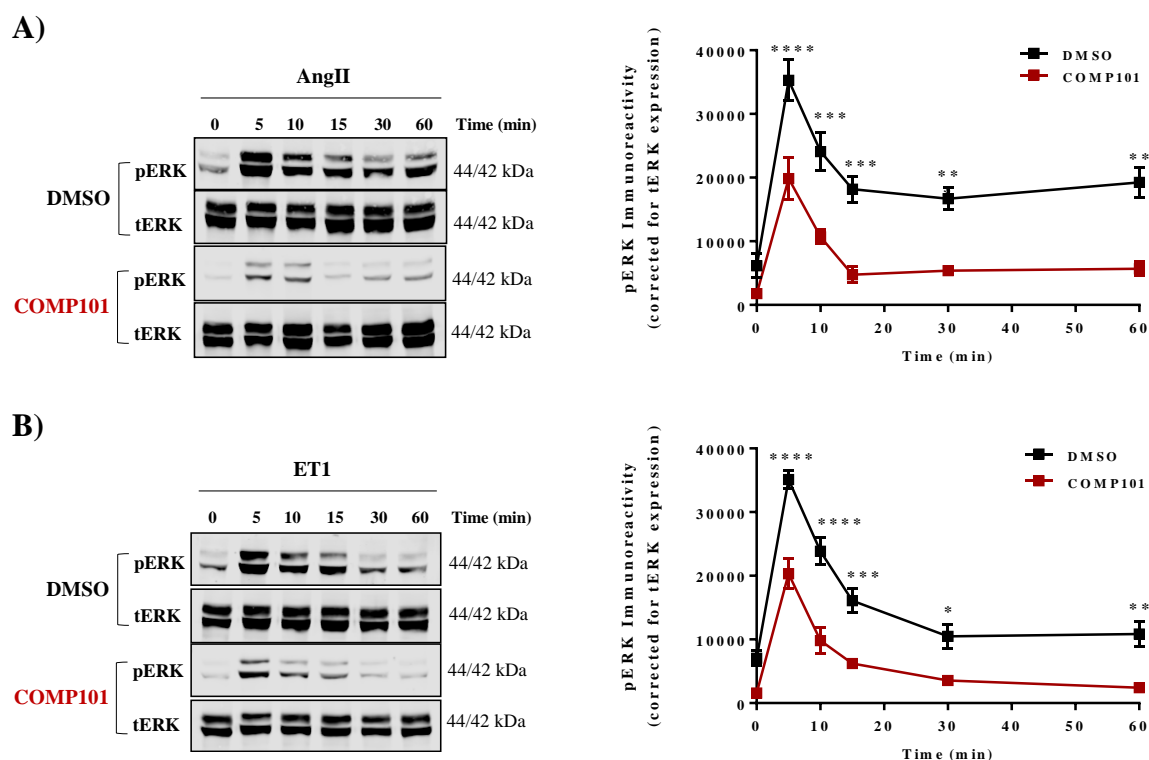 A)
AngII
0 5 10 15 30 60 Time (min)
DMSO
pERK 44/42 kDa
tERK 44/42 kDa
COMP101
pERK 44/42 kDa
tERK 44/42 kDa
pERK Immunoreactivity
(corrected for tERK expression)
40000
30000
20000
10000
0
**** *** *** ** **
DMSO
COMP101
0 10 20 30 40 50 60
Time (min)
B)
ET1
0 5 10 15 30 60 Time (min)
DMSO
pERK 44/42 kDa
tERK 44/42 kDa
COMP101
pERK 44/42 kDa
tERK 44/42 kDa
pERK Immunoreactivity
(corrected for tERK expression)
40000
30000
20000
10000
0
**** **** *** * **
DMSO
COMP101
0 10 20 30 40 50 60
Time (min)